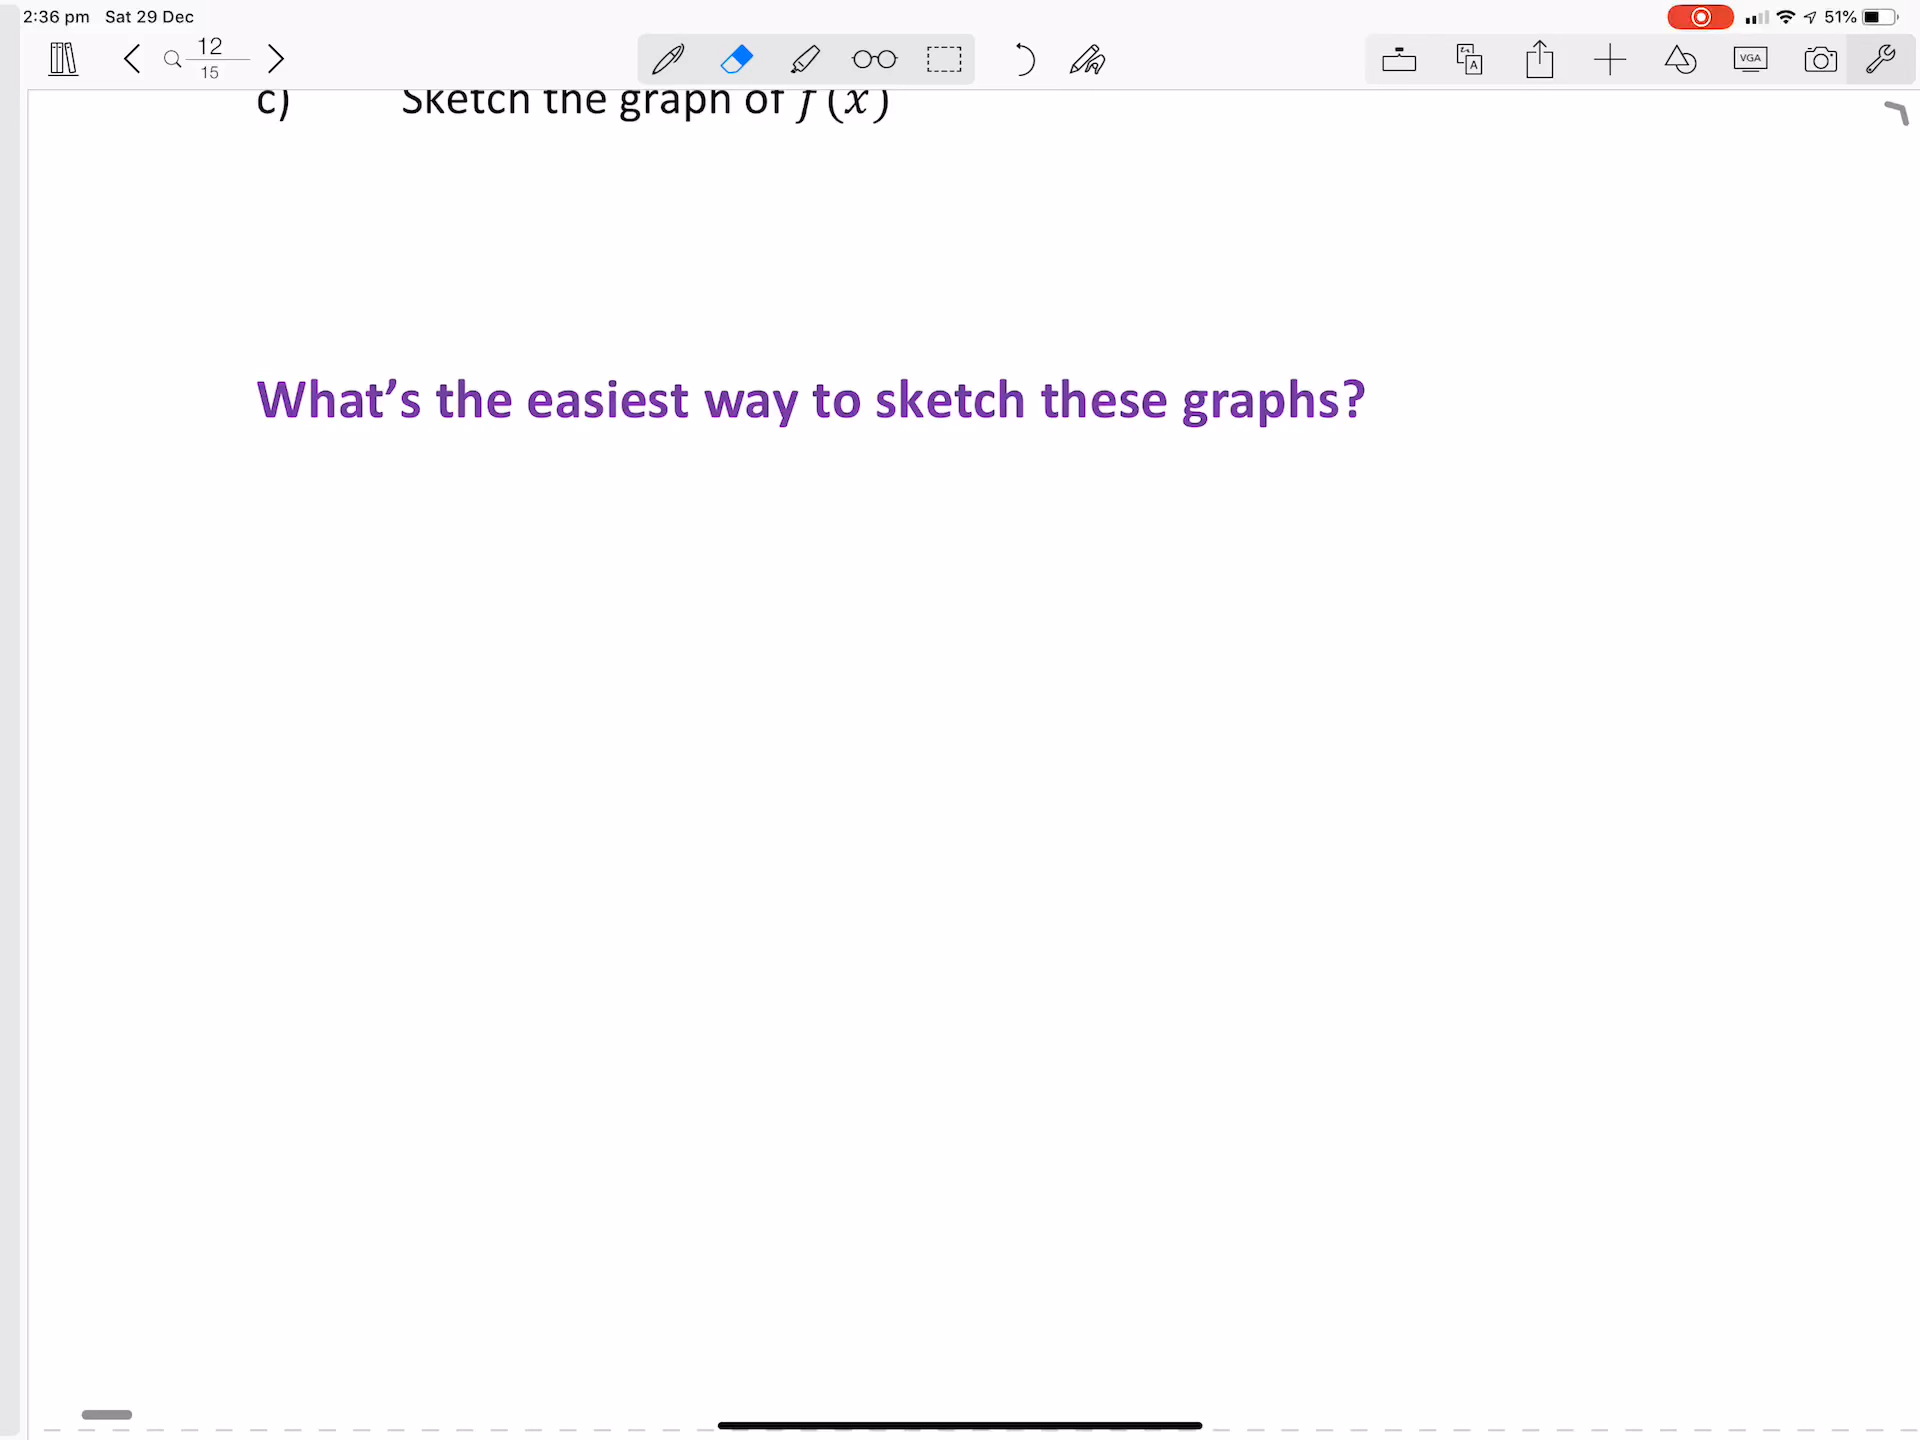 2:36 pm Sat 29 Dec
51%
12
15
A
VGA
c) Sketch the graph of f(x)
What’s the easiest way to sketch these graphs?